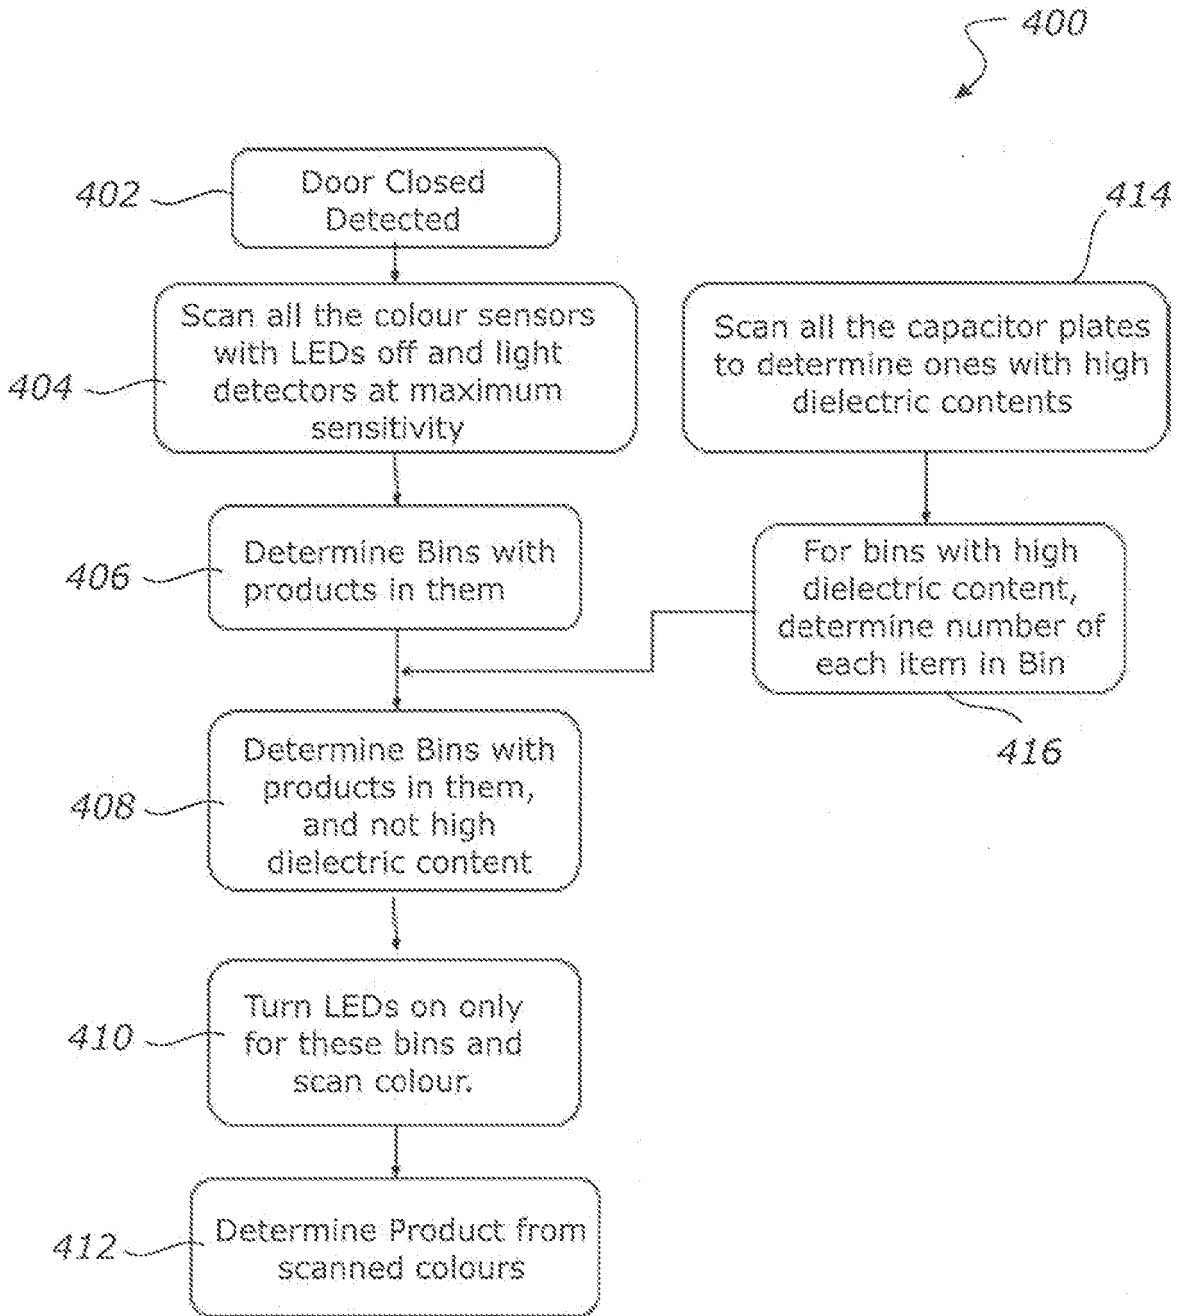 400
402
Door Closed
Detected
404
Scan all the colour sensors
with LEDs off and light
detectors at maximum
sensitivity
414
Scan all the capacitor plates
to determine ones with high
dielectric contents
406
Determine Bins with
products in them
For bins with high
dielectric content,
determine number of
each item in Bin
416
408
Determine Bins with
products in them,
and not high
dielectric content
410
Turn LEDs on only
for these bins and
scan colour.
412
Determine Product from
scanned colours